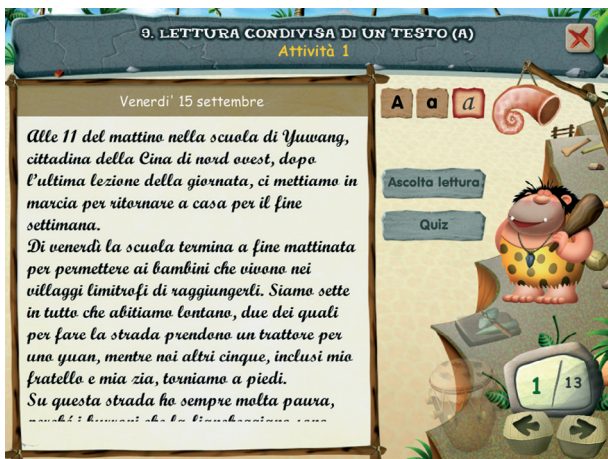 9. LETTURA CONDIVISA DI UN TESTO (A)
Attività 1
Venerdi' 15 settembre
Alle 11 del mattino nella scuola di Yuwang,
cittadina della Cina di nord ovest, dopo
l'ultima lezione della giornata, ci mettiamo in
marcia per ritornare a casa per il fine
settimana.
Di venerdì la scuola termina a fine mattinata
per permettere ai bambini che vivono nei
villaggi limitrofi di raggiungerli. Siamo sette
in tutto che abitiamo lontano, due dei quali
per fare la strada prendono un trattore per
uno yuan, mentre noi altri cinque, inclusi mio
fratello e mia zia, torniamo a piedi.
Su questa strada ho sempre molta paura,
A a a
Ascolta lettura
Quiz
1 / 13